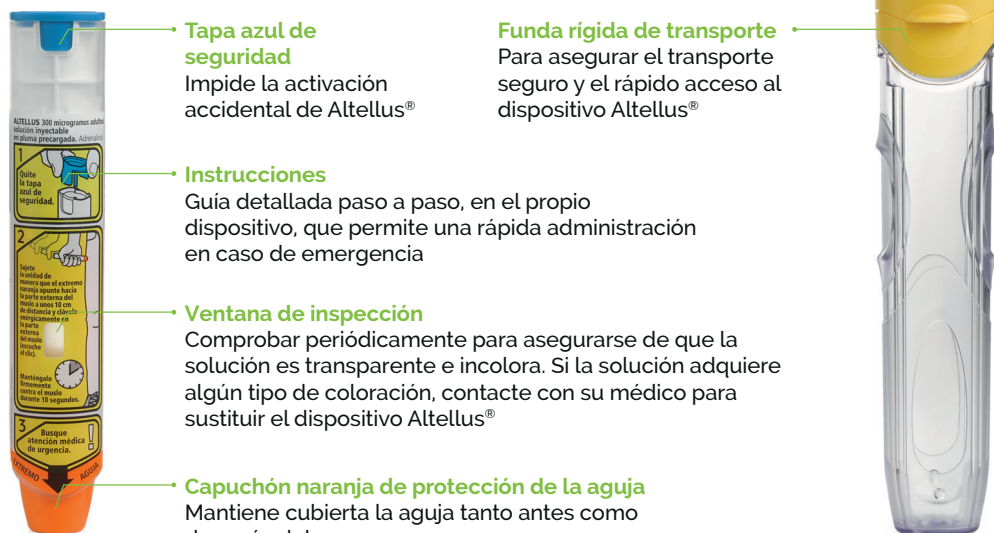 Tapa azul de
seguridad
Impide la activación
accidental de Altellus®
Funda rígida de transporte
Para asegurar el transporte
seguro y el rápido acceso al
dispositivo Altellus®
ALTELLUS 300 microgramos adultos
solución inyectable
en pluma precargada. Adrenalina
1
Quite
la tapa
azul de
seguridad.
Instrucciones
Guía detallada paso a paso, en el propio
dispositivo, que permite una rápida administración
en caso de emergencia
2
Sujete
la unidad de
manera que el extremo
naranja apunte hacia
la parte externa del
muslo a unos 10 cm
de distancia y clávelo
enérgicamente en
la parte
externa
del muslo
(escuche
el clic).
Manténgalo
firmemente
contra el muslo
durante 10 segundos.
Ventana de inspección
Comprobar periódicamente para asegurarse de que la
solución es transparente e incolora. Si la solución adquiere
algún tipo de coloración, contacte con su médico para
sustituir el dispositivo Altellus®
3
Busque
atención médica
de urgencia.
!
EXTREMO AGUJA
Capuchón naranja de protección de la aguja
Mantiene cubierta la aguja tanto antes como